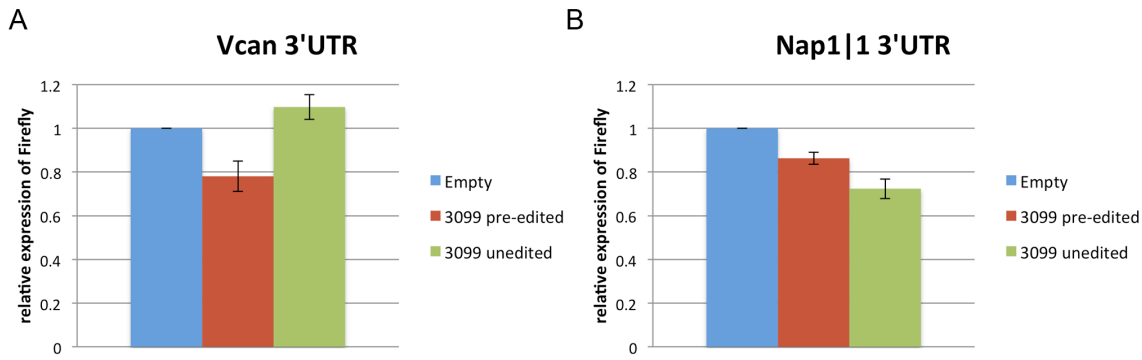 A
Vcan 3'UTR
relative expression of Firefly
1.2
1
0.8
0.6
0.4
0.2
0
Empty
3099 pre-edited
3099 unedited
B
Nap1|1 3'UTR
relative expression of Firefly
1.2
1
0.8
0.6
0.4
0.2
0
Empty
3099 pre-edited
3099 unedited